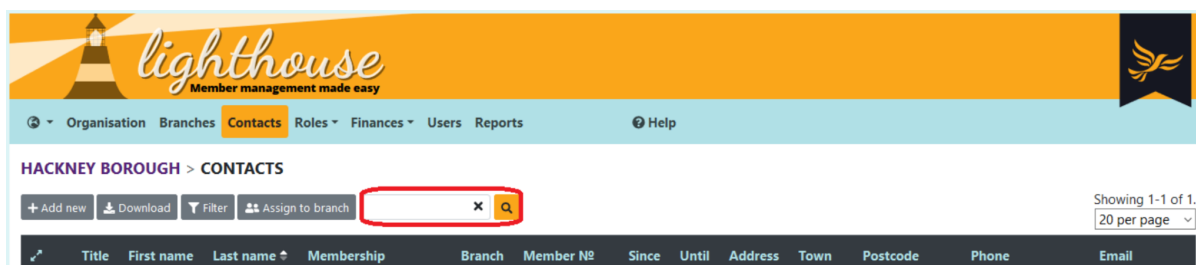 lighthouse
Member management made easy
Organisation Branches Contacts Roles Finances Users Reports Help
HACKNEY BOROUGH > CONTACTS
Add new Download Filter Assign to branch
Showing 1-1 of 1.
20 per page
Title First name Last name Membership Branch Member Nº Since Until Address Town Postcode Phone Email